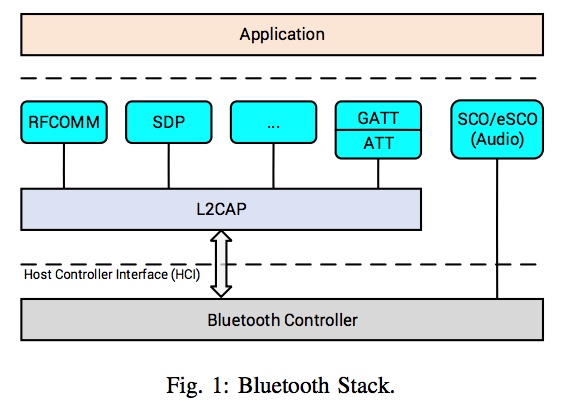 Application
RFCOMM
SDP
...
GATT
ATT
SCO/eSCO
(Audio)
L2CAP
Host Controller Interface (HCI)
Bluetooth Controller
Fig. 1: Bluetooth Stack.